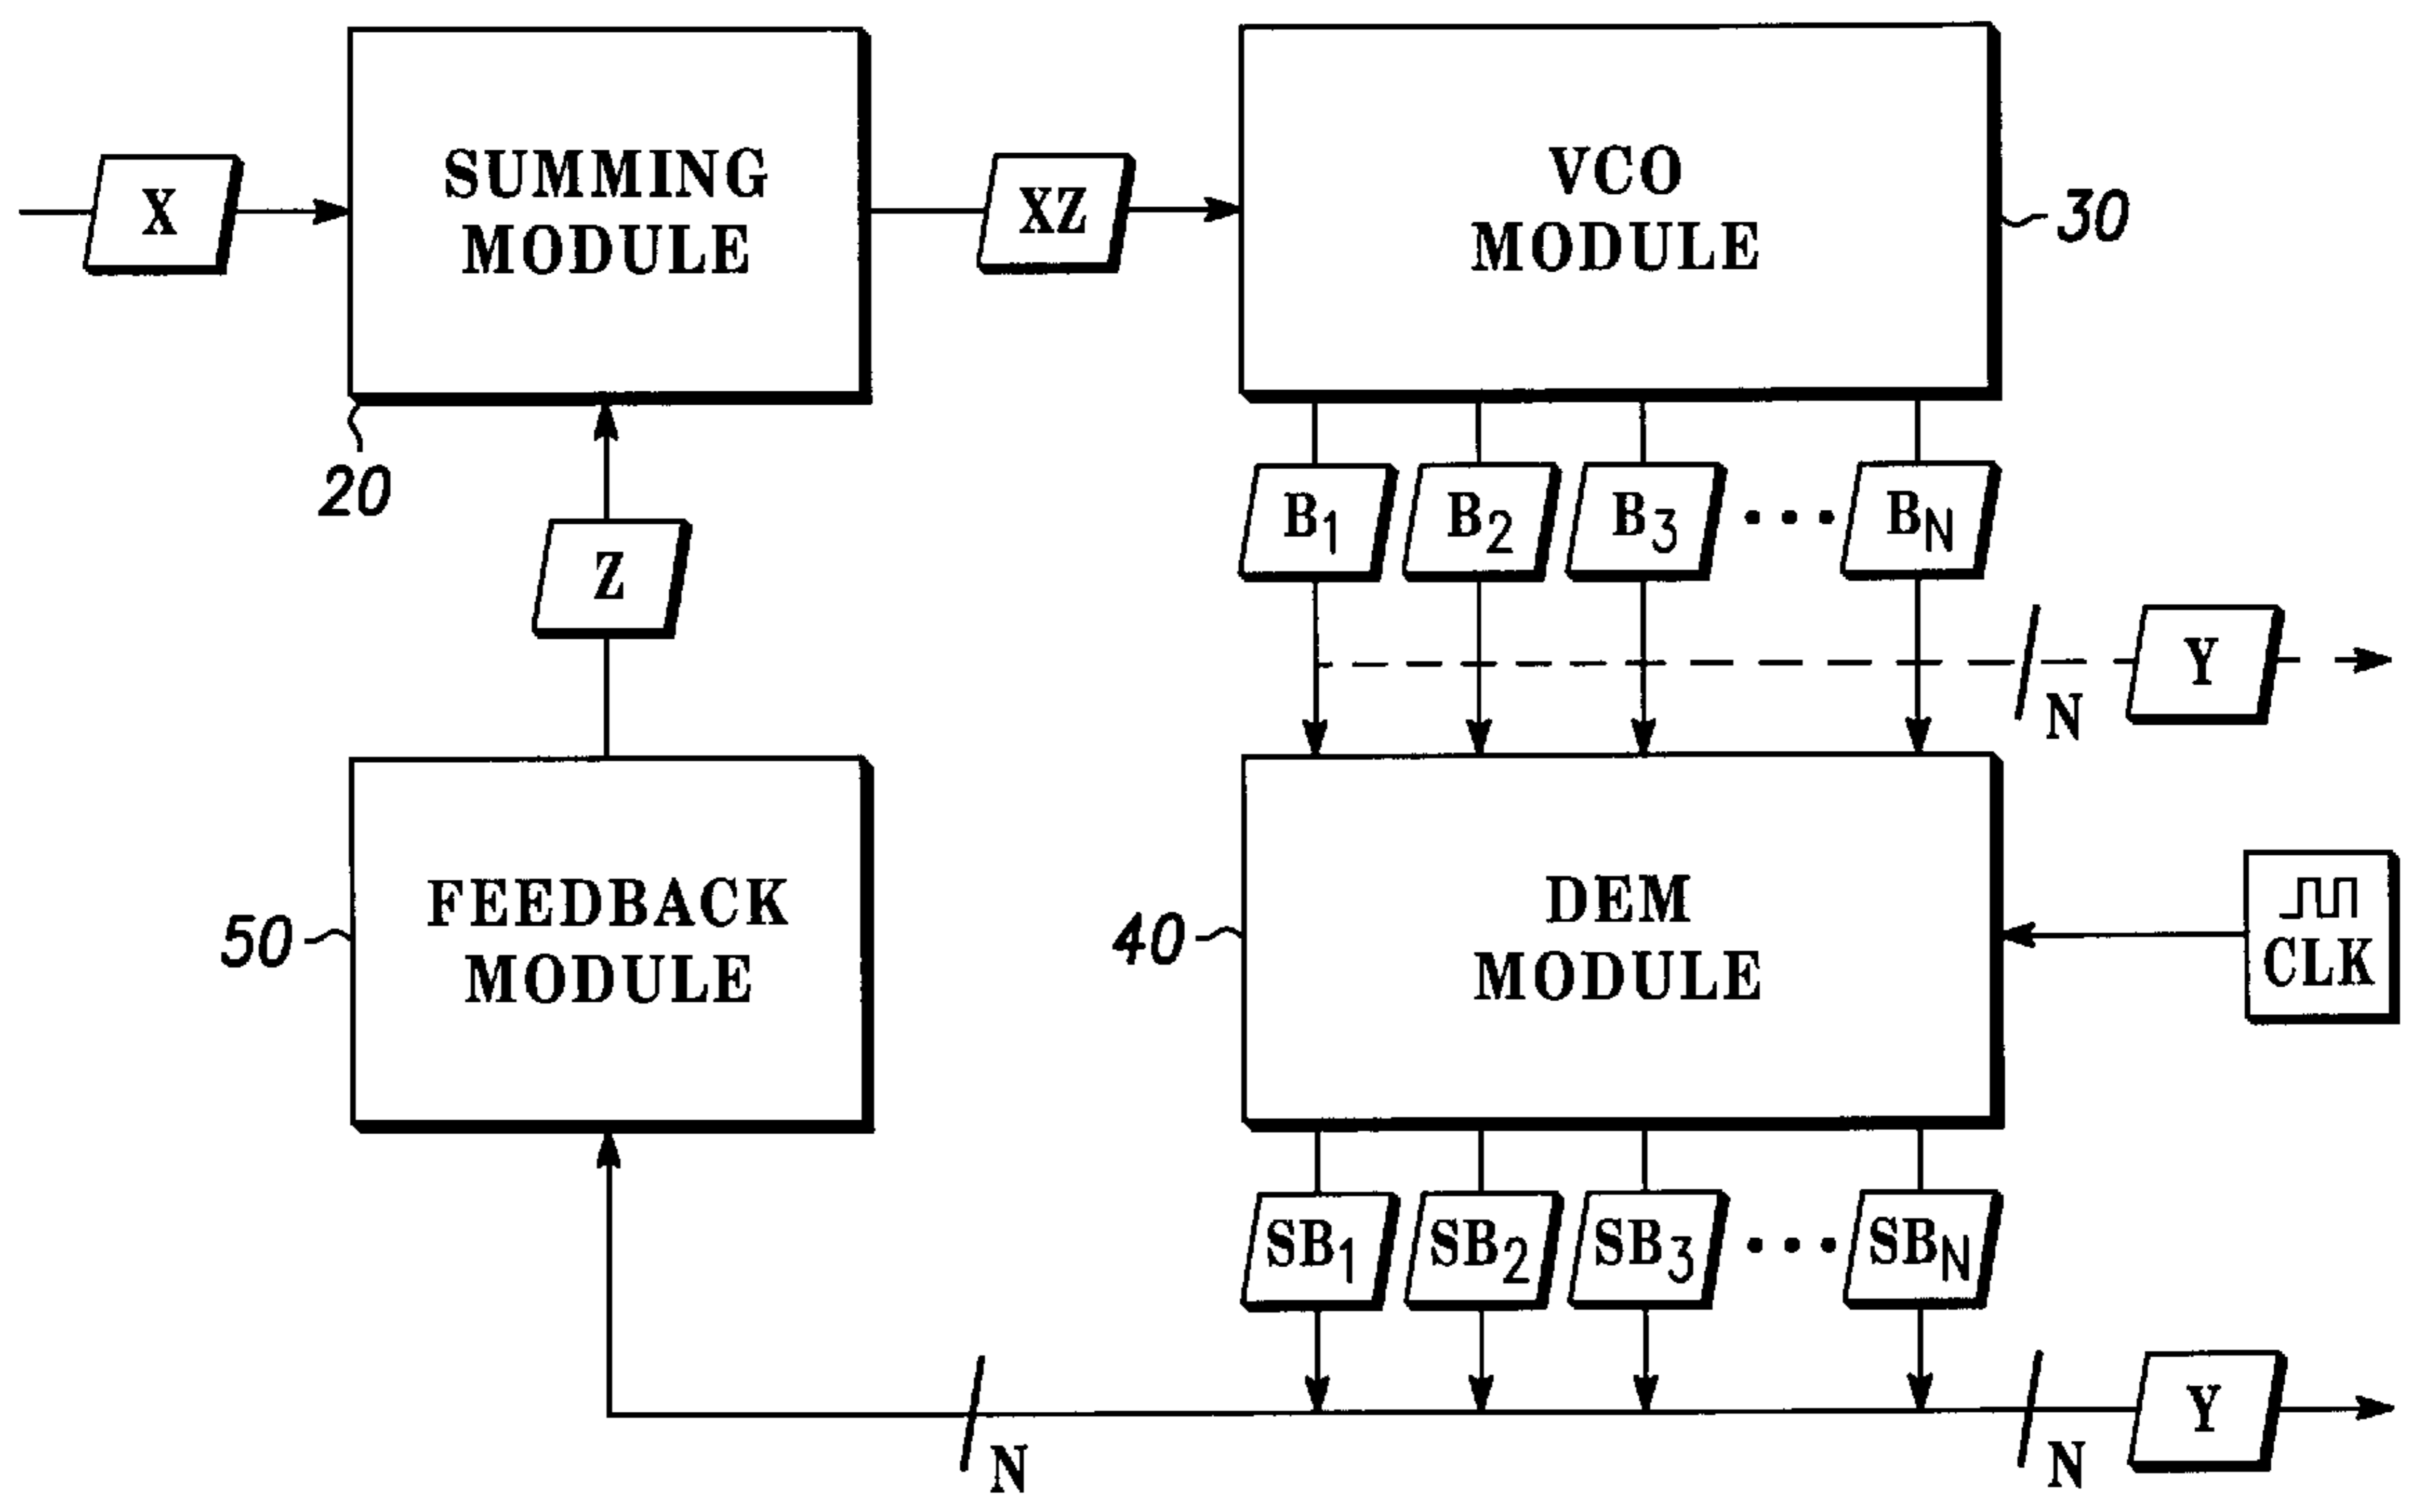 SUMMING
MODULE
X
XZ
VCO
MODULE
30
20
Z
B1
B2
B3
BN
N
Y
FEEDBACK
MODULE
50
DEM
MODULE
40
CLK
SB1
SB2
SB3
SBN
N
N
Y